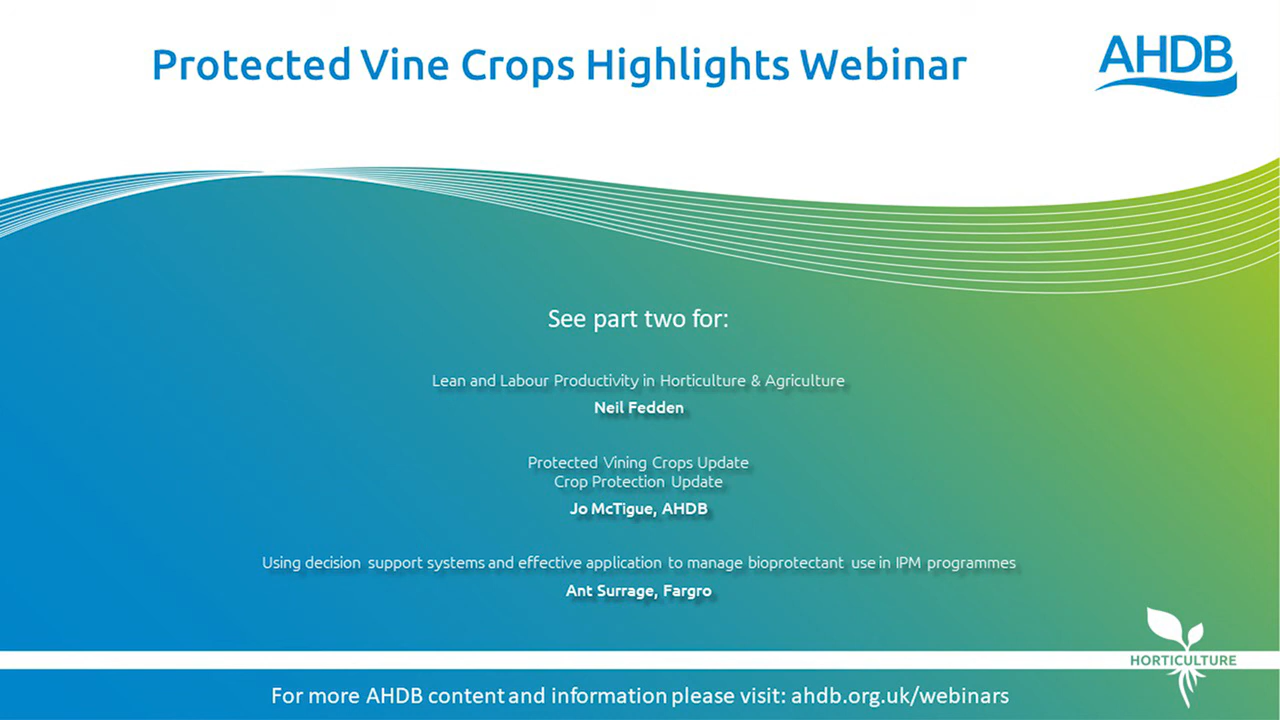 Protected Vine Crops Highlights Webinar
AHDB
See part two for:
Lean and Labour Productivity in Horticulture & Agriculture
Neil Fedden
Protected Vining Crops Update
Crop Protection Update
Jo McTigue, AHDB
Using decision support systems and effective application to manage bioprotectant use in IPM programmes
Ant Surrage, Fargro
HORTICULTURE
For more AHDB content and information please visit: ahdb.org.uk/webinars